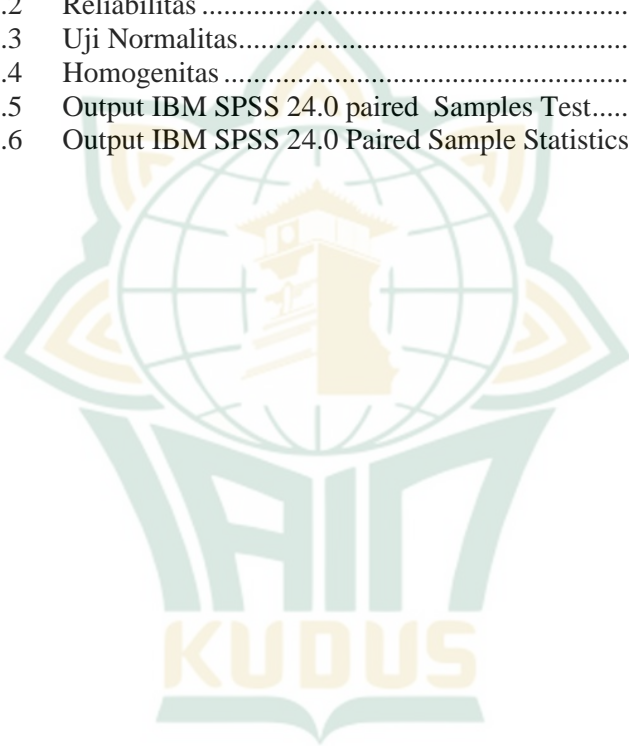 .2 Reliabilitas ........................................................
.3 Uji Normalitas...................................................
.4 Homogenitas .....................................................
.5 Output IBM SPSS 24.0 paired  Samples Test.....
.6 Output IBM SPSS 24.0 Paired Sample Statistics
IAIN
KUDUS